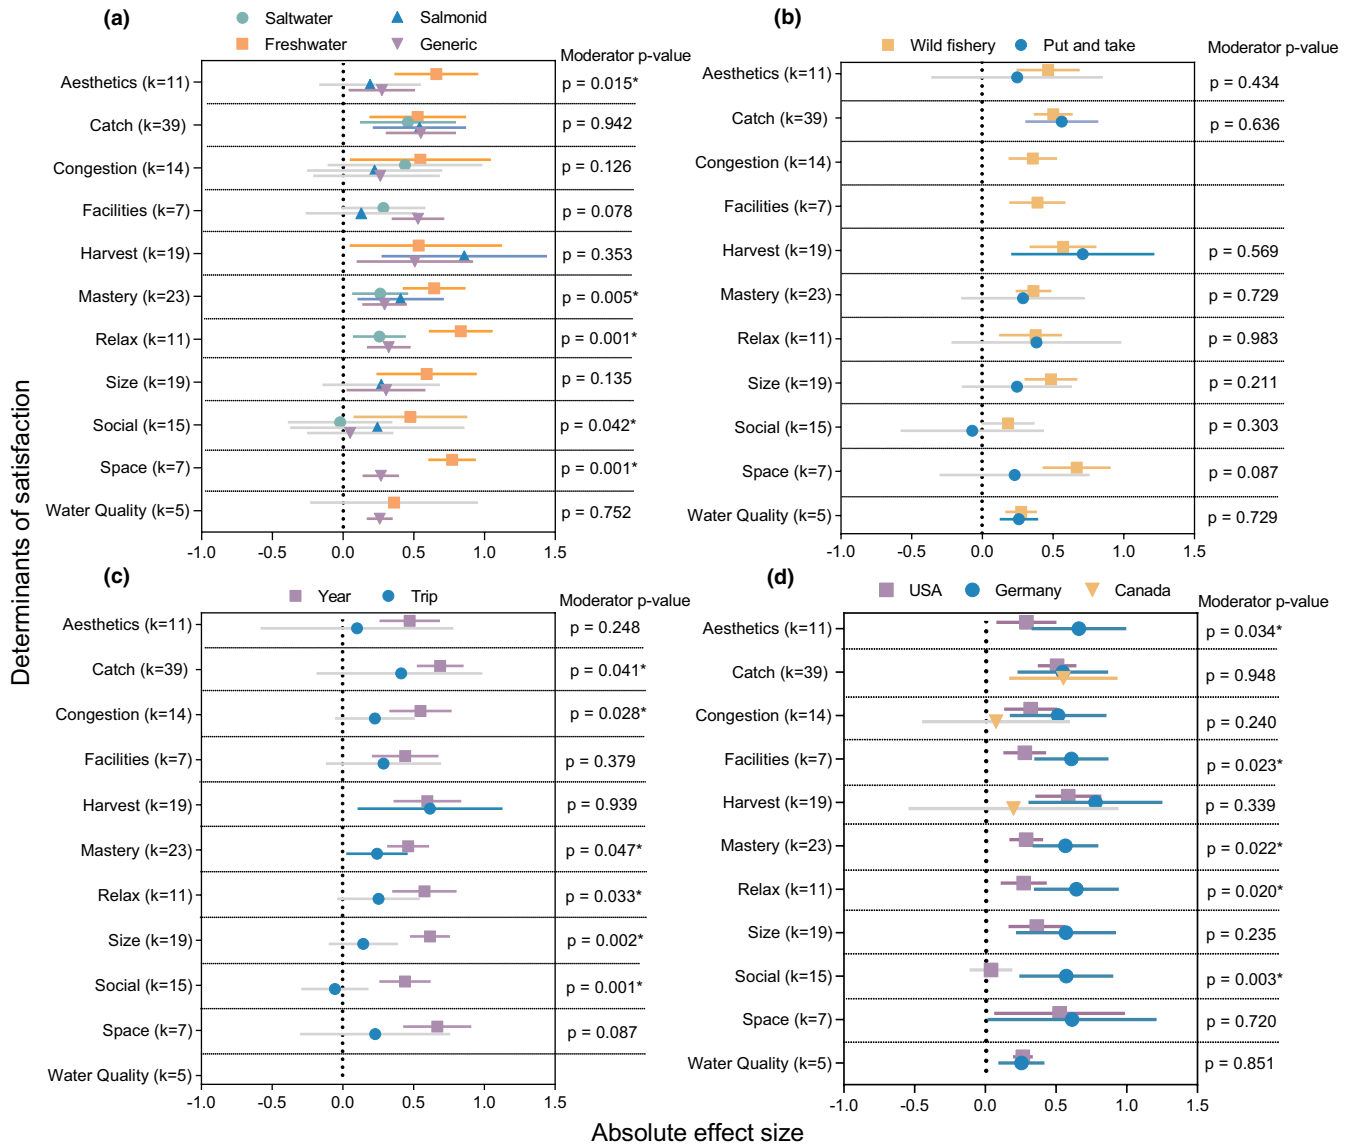 (a)
Saltwater
Salmonid
Freshwater
Generic
Moderator p-value
Aesthetics (k=11)
p = 0.015*
Catch (k=39)
p = 0.942
Congestion (k=14)
p = 0.126
Facilities (k=7)
p = 0.078
Harvest (k=19)
p = 0.353
Mastery (k=23)
p = 0.005*
Relax (k=11)
p = 0.001*
Size (k=19)
p = 0.135
Social (k=15)
p = 0.042*
Space (k=7)
p = 0.001*
Water Quality (k=5)
p = 0.752
-1.0 -0.5 0.0 0.5 1.0 1.5
(b)
Wild fishery
Put and take
Moderator p-value
Aesthetics (k=11)
p = 0.434
Catch (k=39)
p = 0.636
Congestion (k=14)
Facilities (k=7)
Harvest (k=19)
p = 0.569
Mastery (k=23)
p = 0.729
Relax (k=11)
p = 0.983
Size (k=19)
p = 0.211
Social (k=15)
p = 0.303
Space (k=7)
p = 0.087
Water Quality (k=5)
p = 0.729
-1.0 -0.5 0.0 0.5 1.0 1.5
(c)
Year
Trip
Moderator p-value
Aesthetics (k=11)
p = 0.248
Catch (k=39)
p = 0.041*
Congestion (k=14)
p = 0.028*
Facilities (k=7)
p = 0.379
Harvest (k=19)
p = 0.939
Mastery (k=23)
p = 0.047*
Relax (k=11)
p = 0.033*
Size (k=19)
p = 0.002*
Social (k=15)
p = 0.001*
Space (k=7)
p = 0.087
Water Quality (k=5)
-1.0 -0.5 0.0 0.5 1.0 1.5
(d)
USA
Germany
Canada
Moderator p-value
Aesthetics (k=11)
p = 0.034*
Catch (k=39)
p = 0.948
Congestion (k=14)
p = 0.240
Facilities (k=7)
p = 0.023*
Harvest (k=19)
p = 0.339
Mastery (k=23)
p = 0.022*
Relax (k=11)
p = 0.020*
Size (k=19)
p = 0.235
Social (k=15)
p = 0.003*
Space (k=7)
p = 0.720
Water Quality (k=5)
p = 0.851
-1.0 -0.5 0.0 0.5 1.0 1.5
Determinants of satisfaction
Absolute effect size